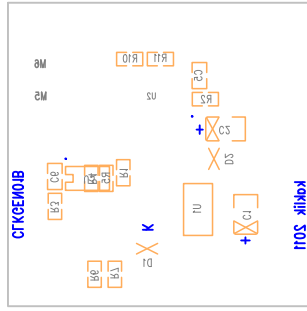 R10 R11
M6
C5
M5
U2
R2
+ C2
D2
C6 R4 R5 R1
CLKGEN01B
R3
U1
C1
kaklik 2011
K
+
D1
R6 R7